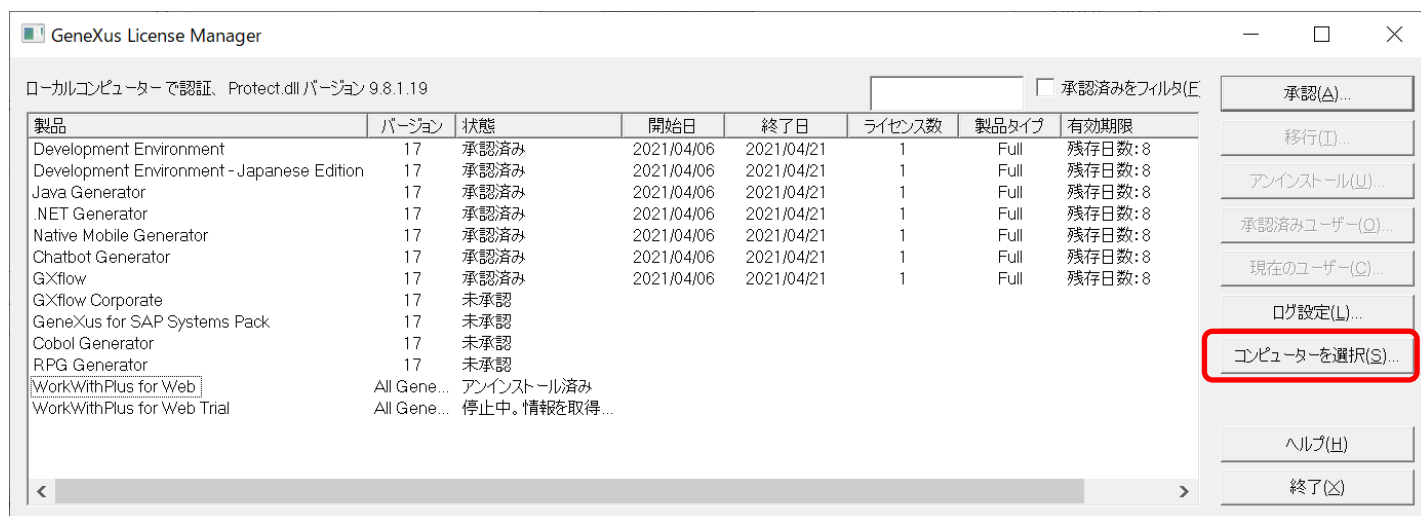 GeneXus License Manager
ローカルコンピューターで認証、Protect.dll バージョン 9.8.1.19
承認済みをフィルタ(F
承認(A)...
製品 バージョン 状態 開始日 終了日 ライセンス数 製品タイプ 有効期限
Development Environment 17 承認済み 2021/04/06 2021/04/21 1 Full 残存日数:8
Development Environment - Japanese Edition 17 承認済み 2021/04/06 2021/04/21 1 Full 残存日数:8
Java Generator 17 承認済み 2021/04/06 2021/04/21 1 Full 残存日数:8
.NET Generator 17 承認済み 2021/04/06 2021/04/21 1 Full 残存日数:8
Native Mobile Generator 17 承認済み 2021/04/06 2021/04/21 1 Full 残存日数:8
Chatbot Generator 17 承認済み 2021/04/06 2021/04/21 1 Full 残存日数:8
GXflow 17 承認済み 2021/04/06 2021/04/21 1 Full 残存日数:8
GXflow Corporate 17 未承認
GeneXus for SAP Systems Pack 17 未承認
Cobol Generator 17 未承認
RPG Generator 17 未承認
WorkWithPlus for Web All Gene... アンインストール済み
WorkWithPlus for Web Trial All Gene... 停止中。情報を取得...
移行(T)...
アンインストール(U)...
承認済みユーザー(O)...
現在のユーザー(C)...
ログ設定(L)...
コンピューターを選択(S)...
ヘルプ(H)
終了(X)